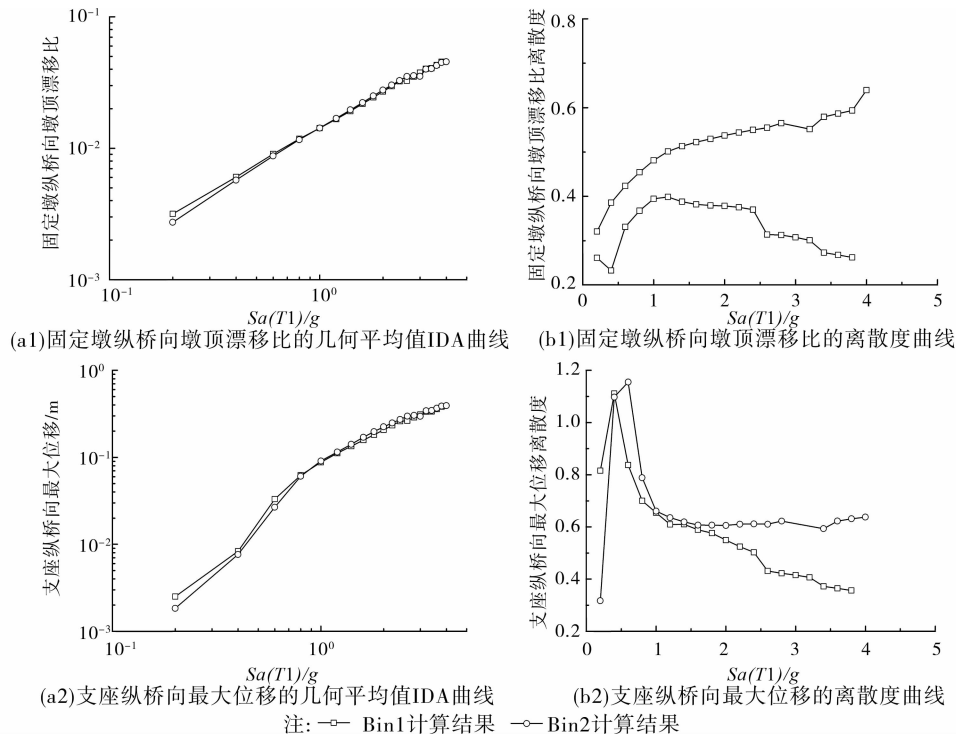 固定墩纵桥向墩顶漂移比
10⁻¹
10⁻²
10⁻³
10⁻¹
10⁰
Sa(T1)/g
(a1)固定墩纵桥向墩顶漂移比的几何平均值IDA曲线
固定墩纵桥向墩顶漂移比离散度
0.8
0.6
0.4
0.2
0
1
2
3
4
5
Sa(T1)/g
(b1)固定墩纵桥向墩顶漂移比的离散度曲线
支座纵桥向最大位移/m
10⁰
10⁻¹
10⁻²
10⁻³
10⁻¹
10⁰
Sa(T1)/g
(a2)支座纵桥向最大位移的几何平均值IDA曲线
支座纵桥向最大位移离散度
1.2
1.0
0.8
0.6
0.4
0.2
0
1
2
3
4
5
Sa(T1)/g
(b2)支座纵桥向最大位移的离散度曲线
注: Bin1计算结果 Bin2计算结果